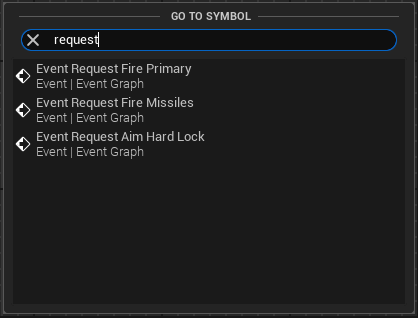 GO TO SYMBOL
request
Event Request Fire Primary
Event | Event Graph
Event Request Fire Missiles
Event | Event Graph
Event Request Aim Hard Lock
Event | Event Graph